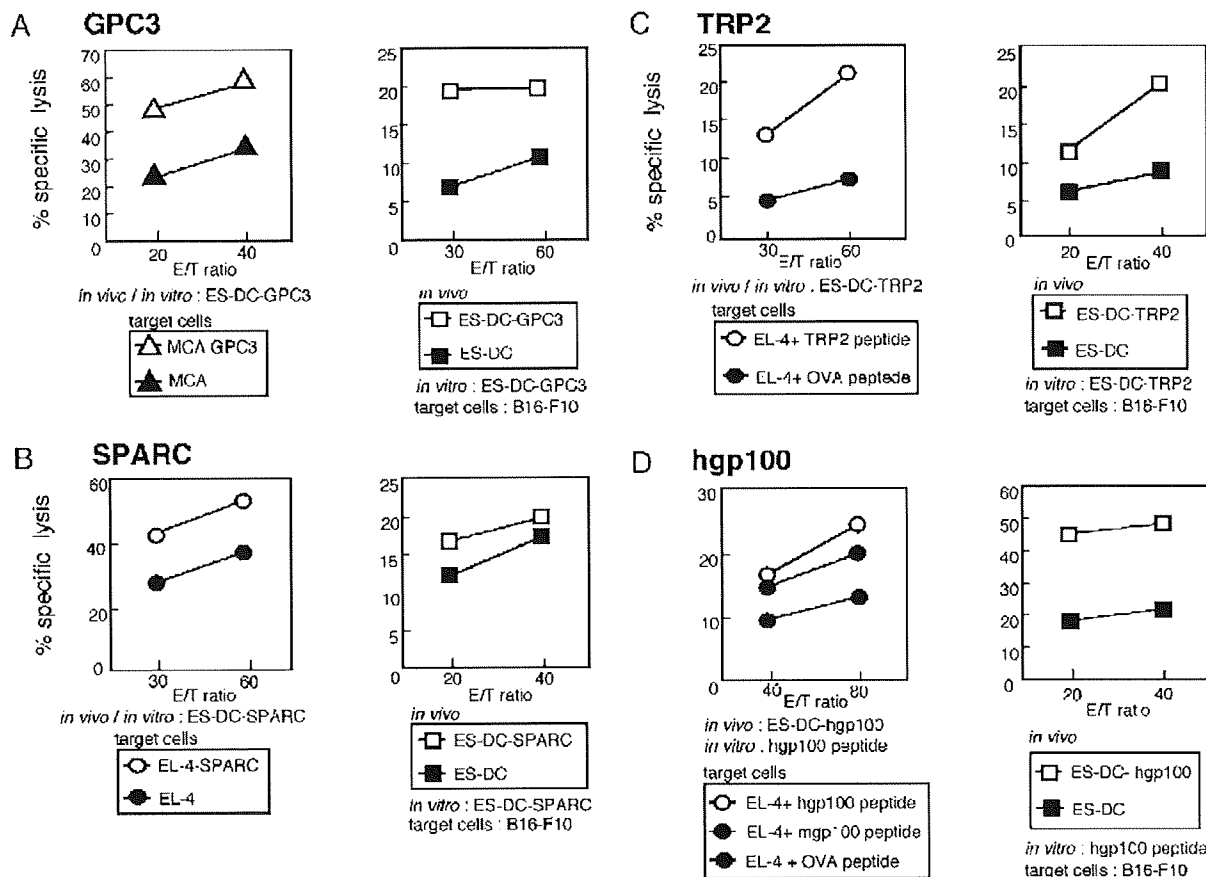 A GPC3
% specific lysis
70
60
50
40
30
20
10
0
20 40
E/T ratio
in vivc / in vitro : ES-DC-GPC3
target cells
MCA GPC3
MCA
25
20
15
10
5
0
30 60
E/T ratio
in vivo
ES-DC-GPC3
ES-DC
in vitro : ES-DC-GPC3
target cells : B16-F10
C TRP2
% specific lysis
25
20
15
10
5
0
30 60
E/T ratio
in vivo / in vitro . ES-DC-TRP2
target cells
EL-4+ TRP2 peptide
EL-4+ OVA peptede
25
20
15
10
5
0
20 40
E/T ratio
in vivo
ES-DC-TRP2
ES-DC
in vitro : ES-DC-TRP2
target cells : B16-F10
B SPARC
% specific lysis
60
40
20
0
30 60
E/T ratio
in vivo / in vitro : ES-DC-SPARC
target cells
EL-4-SPARC
EL-4
25
20
15
10
5
0
20 40
E/T ratio
in vivo
ES-DC-SPARC
ES-DC
in vitro : ES-DC-SPARC
target cells : B16-F10
D hgp100
30
20
10
0
40 80
E/T ratio
in vivo : ES-DC-hgp100
in vitro . hgp100 peptide
target cells
EL-4+ hgp100 peptide
EL-4+ mgp100 peptide
EL-4 + OVA peptide
60
50
40
30
20
10
0
20 40
E/T ratio
in vivo
ES-DC- hgp100
ES-DC
in vitro : hgp100 peptide
target cells : B16-F10